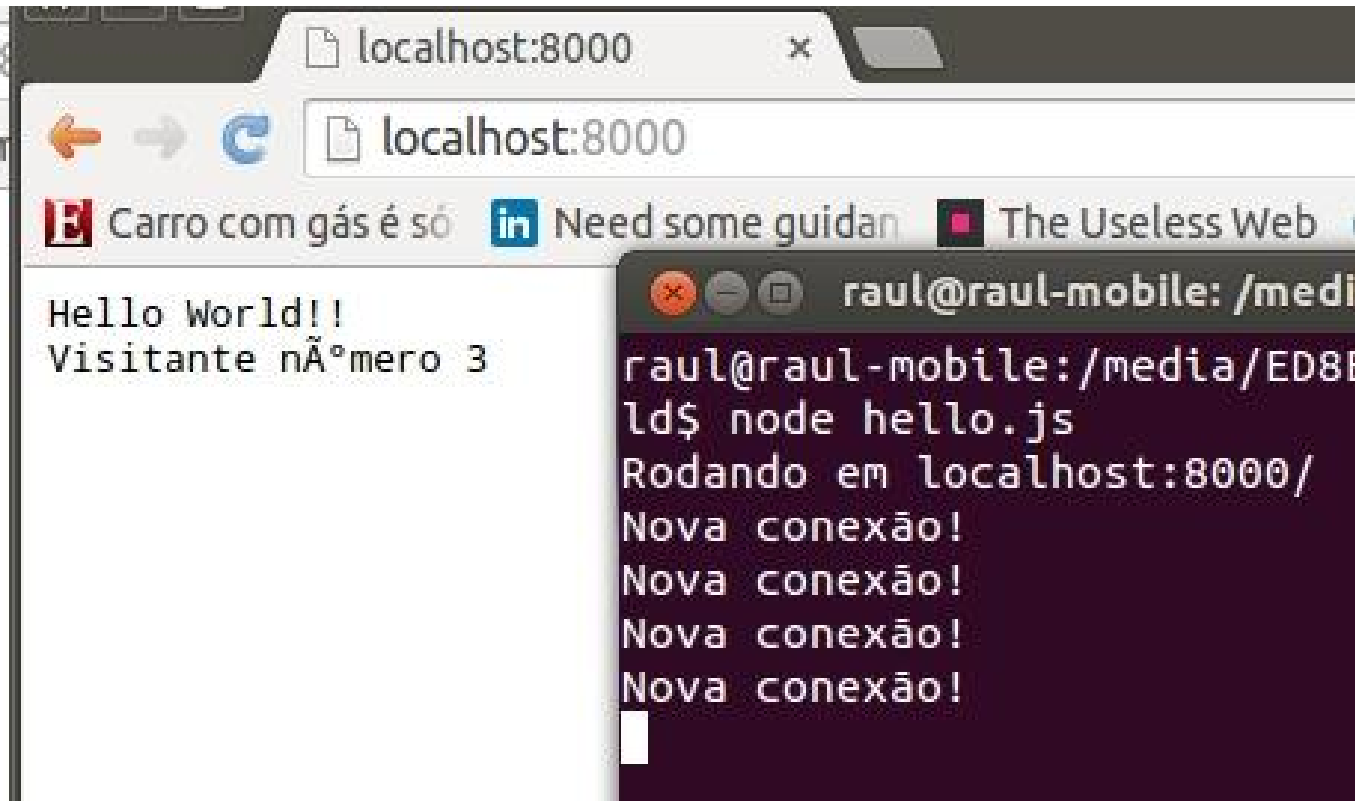 localhost:8000
localhost:8000
Carro com gás é só Need some guidan The Useless Web
Hello World!!
Visitante nÃºmero 3
raul@raul-mobile: /medi
raul@raul-mobile:/media/ED8
ld$ node hello.js
Rodando em localhost:8000/
Nova conexão!
Nova conexão!
Nova conexão!
Nova conexão!